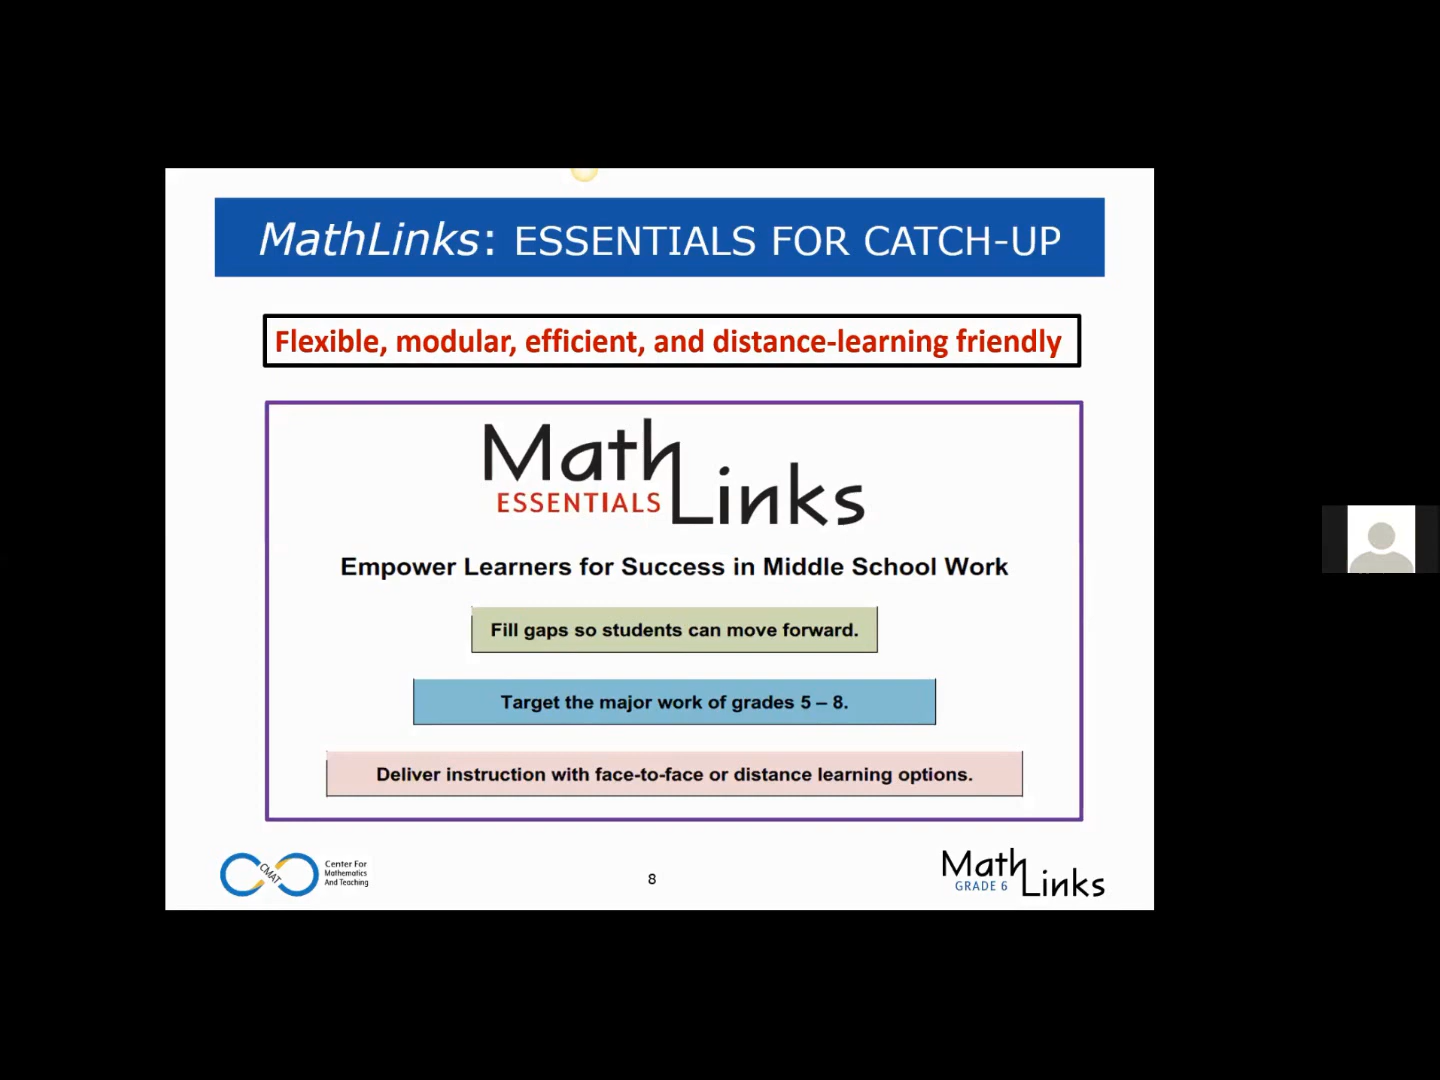 MathLinks: ESSENTIALS FOR CATCH-UP
Flexible, modular, efficient, and distance-learning friendly
Math
ESSENTIALS
Links
Empower Learners for Success in Middle School Work
Fill gaps so students can move forward.
Target the major work of grades 5 – 8.
Deliver instruction with face-to-face or distance learning options.
CMAT
Center For
Mathematics
And Teaching
8
Math
GRADE 6
Links